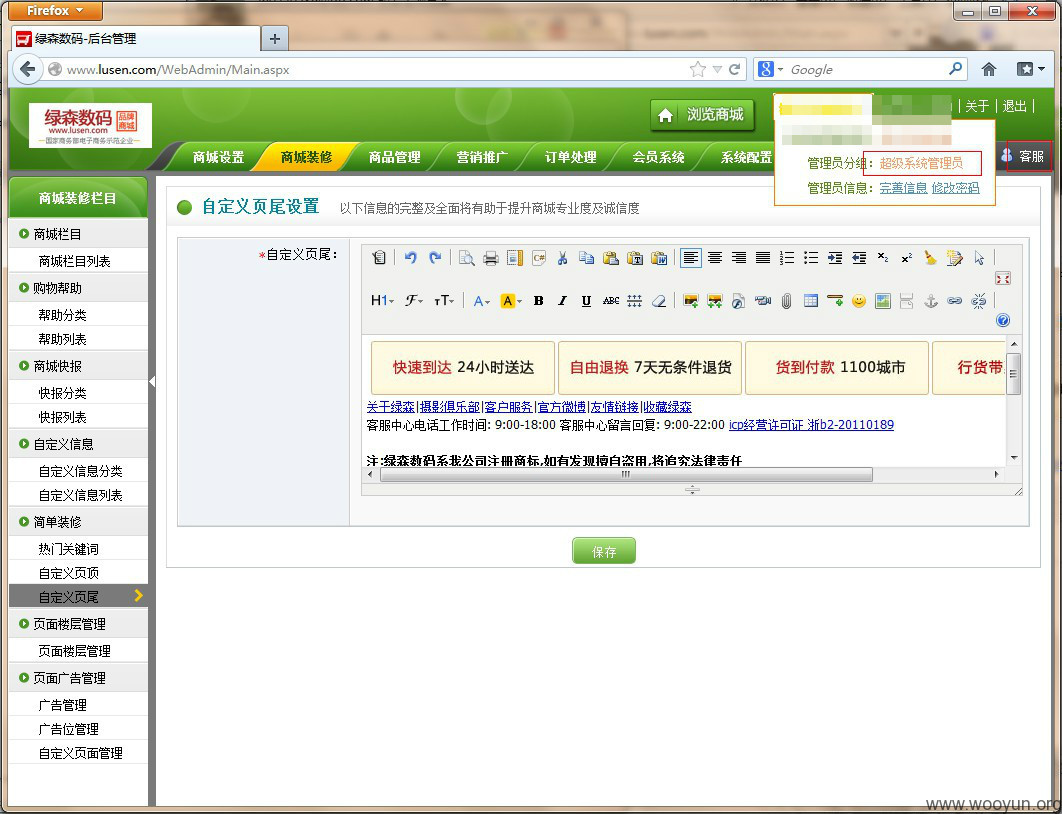 Firefox
绿森数码-后台管理
www.lusen.com/WebAdmin/Main.aspx
Google
绿森数码 品牌商城
www.lusen.com
—国家商务部电子商务示范企业—
浏览商城
关于 | 退出 |
商城设置 商城装修 商品管理 营销推广 订单处理 会员系统 系统配置
客服
管理员分组: 超级系统管理员
管理员信息: 完善信息 修改密码
商城装修栏目
商城栏目
商城栏目列表
购物帮助
帮助分类
帮助列表
商城快报
快报分类
快报列表
自定义信息
自定义信息分类
自定义信息列表
简单装修
热门关键词
自定义页顶
自定义页尾
页面楼层管理
页面楼层管理
页面广告管理
广告管理
广告位管理
自定义页面管理
自定义页尾设置 以下信息的完整及全面将有助于提升商城专业度及诚信度
*自定义页尾:
快速到达 24小时送达 自由退换 7天无条件退货 货到付款 1100城市 行货带
关于绿森|摄影俱乐部|客户服务|官方微博|友情链接|收藏绿森
客服中心电话工作时间: 9:00-18:00 客服中心留言回复: 9:00-22:00 icp经营许可证 浙b2-20110189
注:绿森数码系我公司注册商标,如有发现擅自盗用,将追究法律责任
保存
www.wooyun.org